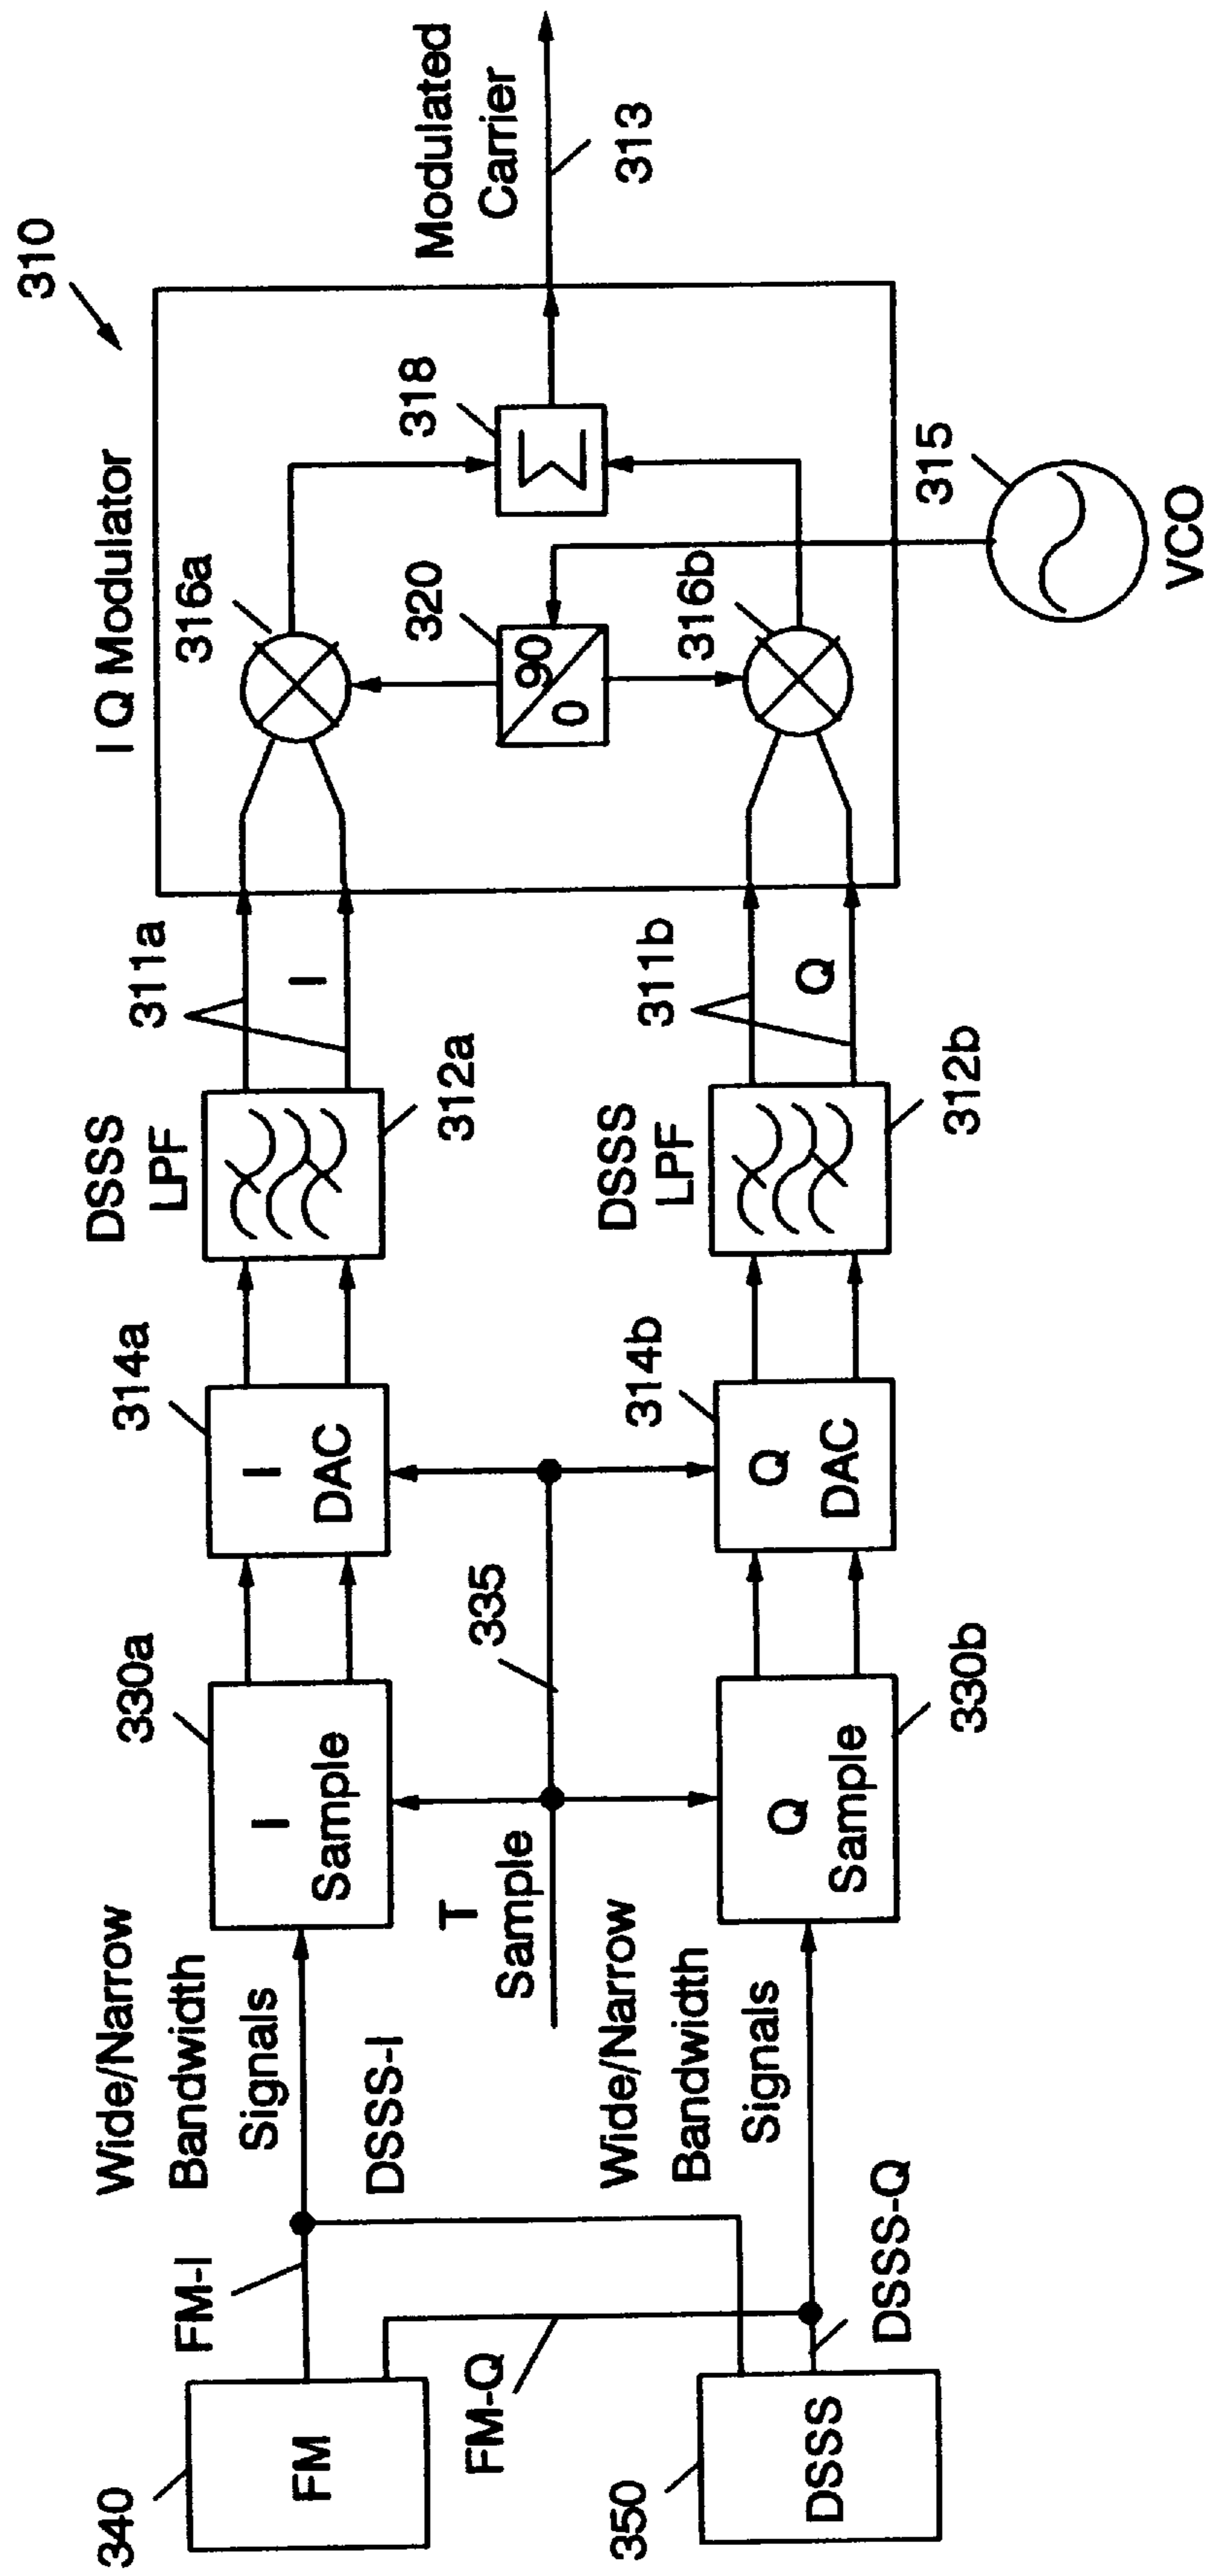 310
I Q Modulator
Modulated
Carrier
313
316a
318
320
90
0
316b
Σ
315
VCO
311a
I
311b
Q
DSSS
LPF
312a
DSSS
LPF
312b
314a
I
DAC
314b
Q
DAC
330a
I
Sample
335
T
Sample
330b
Q
Sample
Wide/Narrow
Bandwidth
Signals
DSSS-I
Wide/Narrow
Bandwidth
Signals
DSSS-Q
FM-I
FM-Q
340
FM
350
DSSS